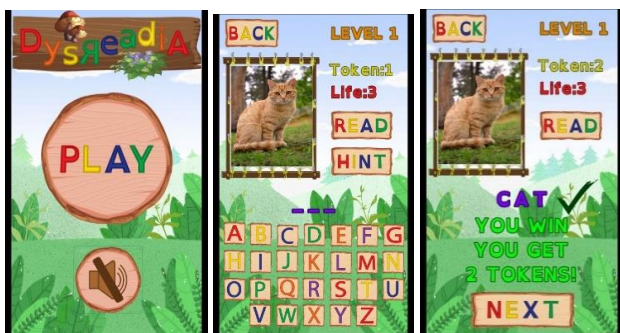 DysЯeadiA
PLAY
BACK
LEVEL 1
Token:1
Life:3
READ
HINT
_ _ _
A B C D E F G
H I J K L M N
O P Q R S T U
V W X Y Z
BACK
LEVEL 1
Token:2
Life:3
READ
CAT
YOU WIN
YOU GET
2 TOKENS!
NEXT